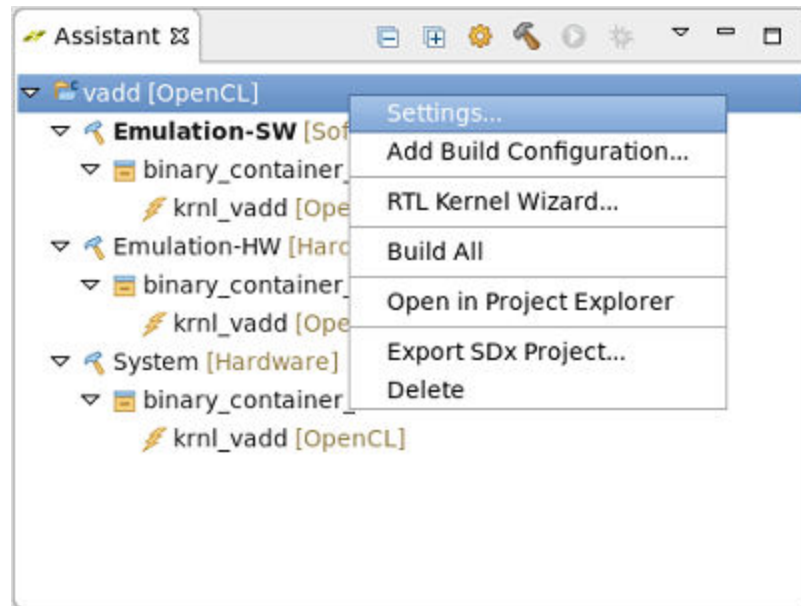 Assistant
vadd [OpenCL]
Settings...
Emulation-SW [Sof
Add Build Configuration...
binary_container_
krnl_vadd [Ope
RTL Kernel Wizard...
Emulation-HW [Hard
Build All
binary_container_
Open in Project Explorer
krnl_vadd [Ope
System [Hardware]
Export SDx Project...
binary_container_
Delete
krnl_vadd [OpenCL]